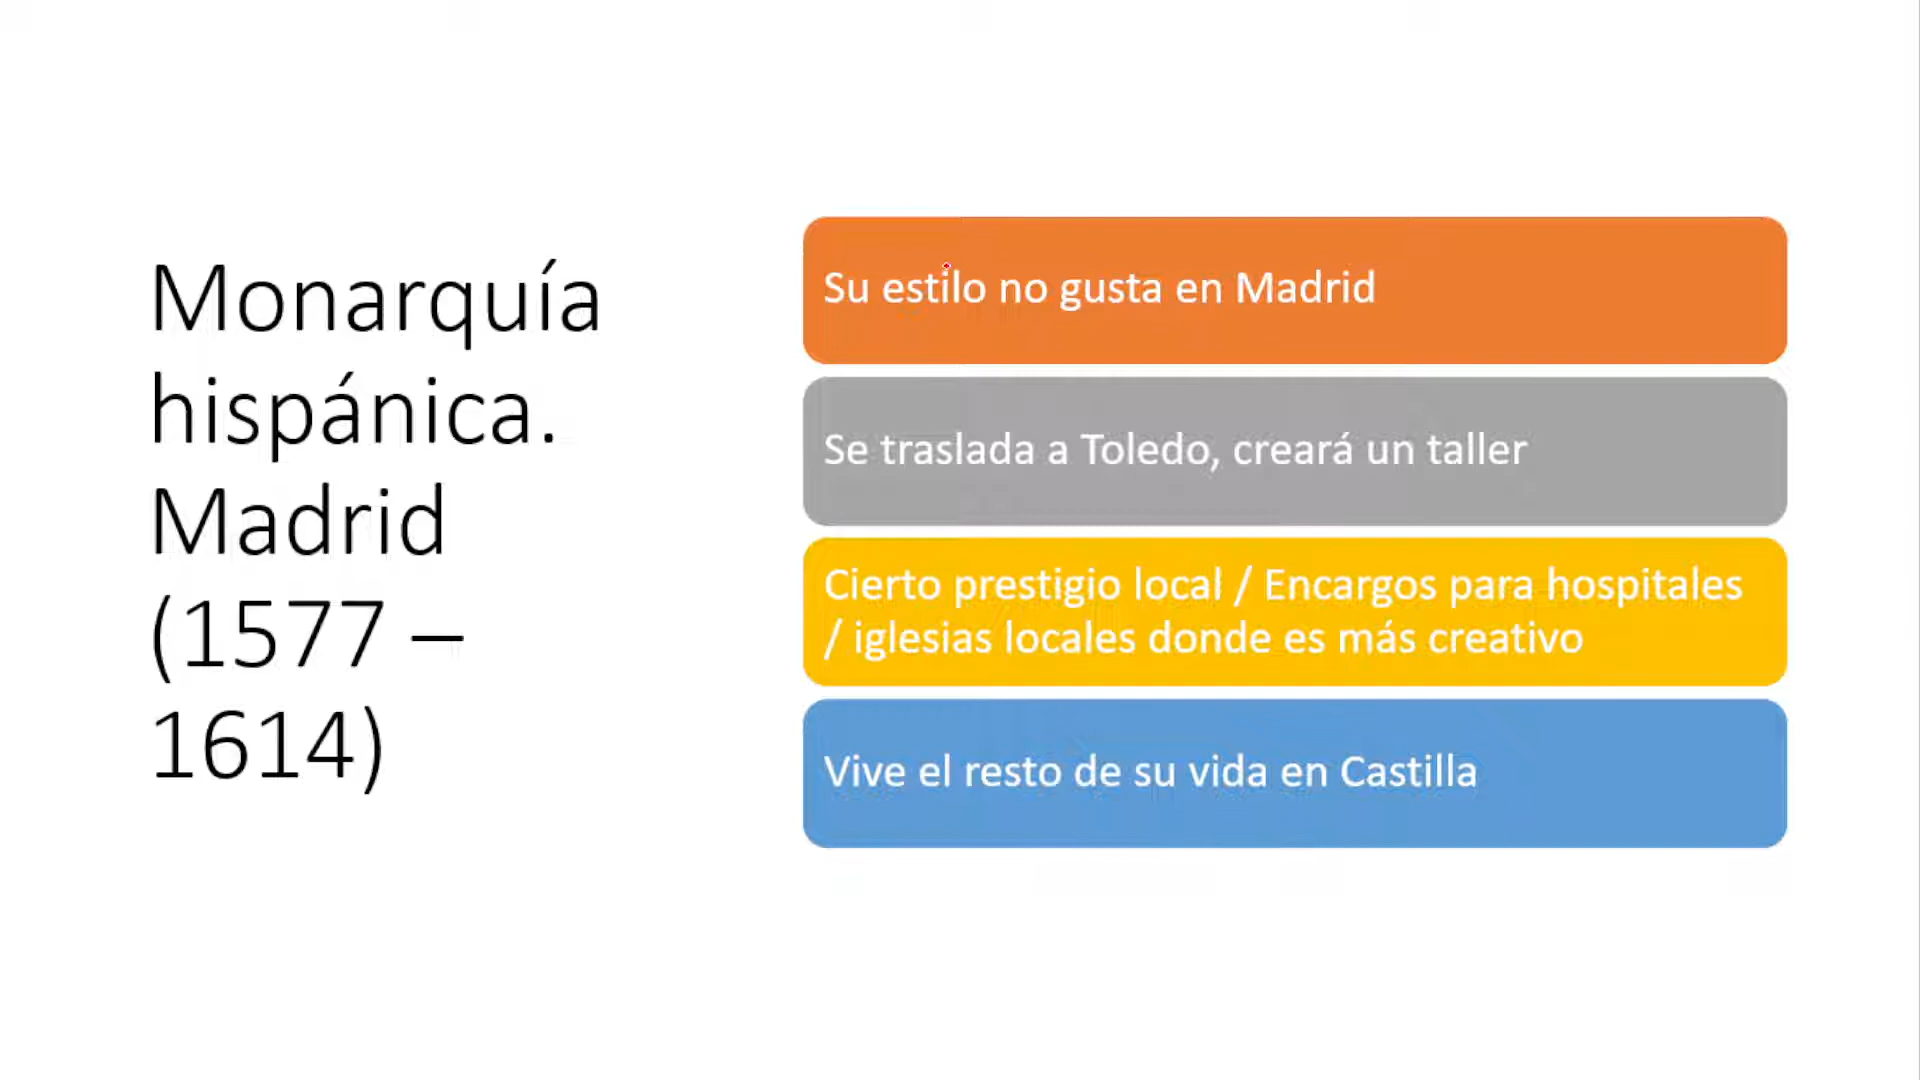 Monarquía
hispánica.
Madrid
(1577 –
1614)
Su estilo no gusta en Madrid
Se traslada a Toledo, creará un taller
Cierto prestigio local / Encargos para hospitales
/ iglesias locales donde es más creativo
Vive el resto de su vida en Castilla